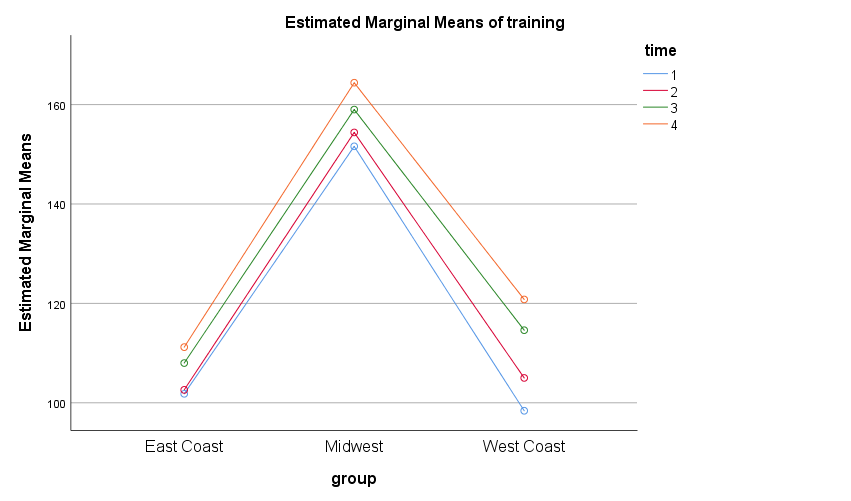 Estimated Marginal Means of training
time
1
2
3
4
Estimated Marginal Means
160
140
120
100
East Coast Midwest West Coast
group